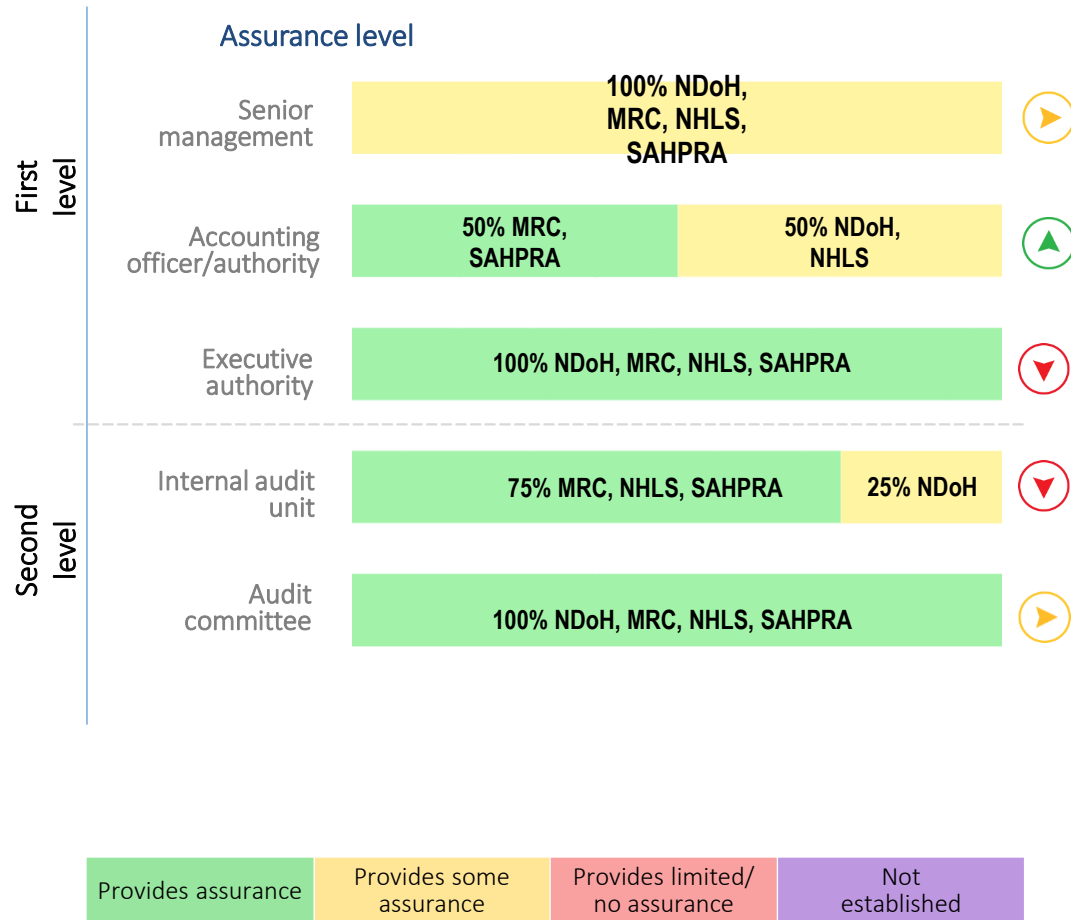 Assurance level
First
level
Senior
management
100% NDoH,
MRC, NHLS,
SAHPRA
Accounting
officer/authority
50% MRC,
SAHPRA
50% NDoH,
NHLS
Executive
authority
100% NDoH, MRC, NHLS, SAHPRA
Second
level
Internal audit
unit
75% MRC, NHLS, SAHPRA
25% NDoH
Audit
committee
100% NDoH, MRC, NHLS, SAHPRA
Provides assurance
Provides some
assurance
Provides limited/
no assurance
Not
established